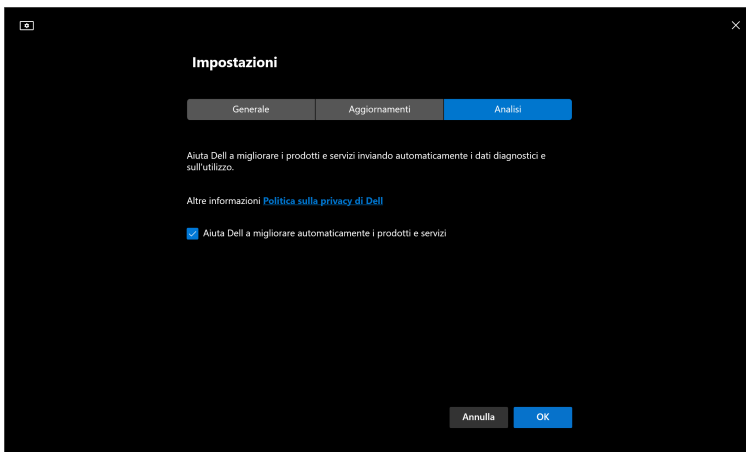 Impostazioni
Generale
Aggiornamenti
Analisi
Aiuta Dell a migliorare i prodotti e servizi inviando automaticamente i dati diagnostici e
sull'utilizzo.
Altre informazioni Politica sulla privacy di Dell
Aiuta Dell a migliorare automaticamente i prodotti e servizi
Annulla
OK